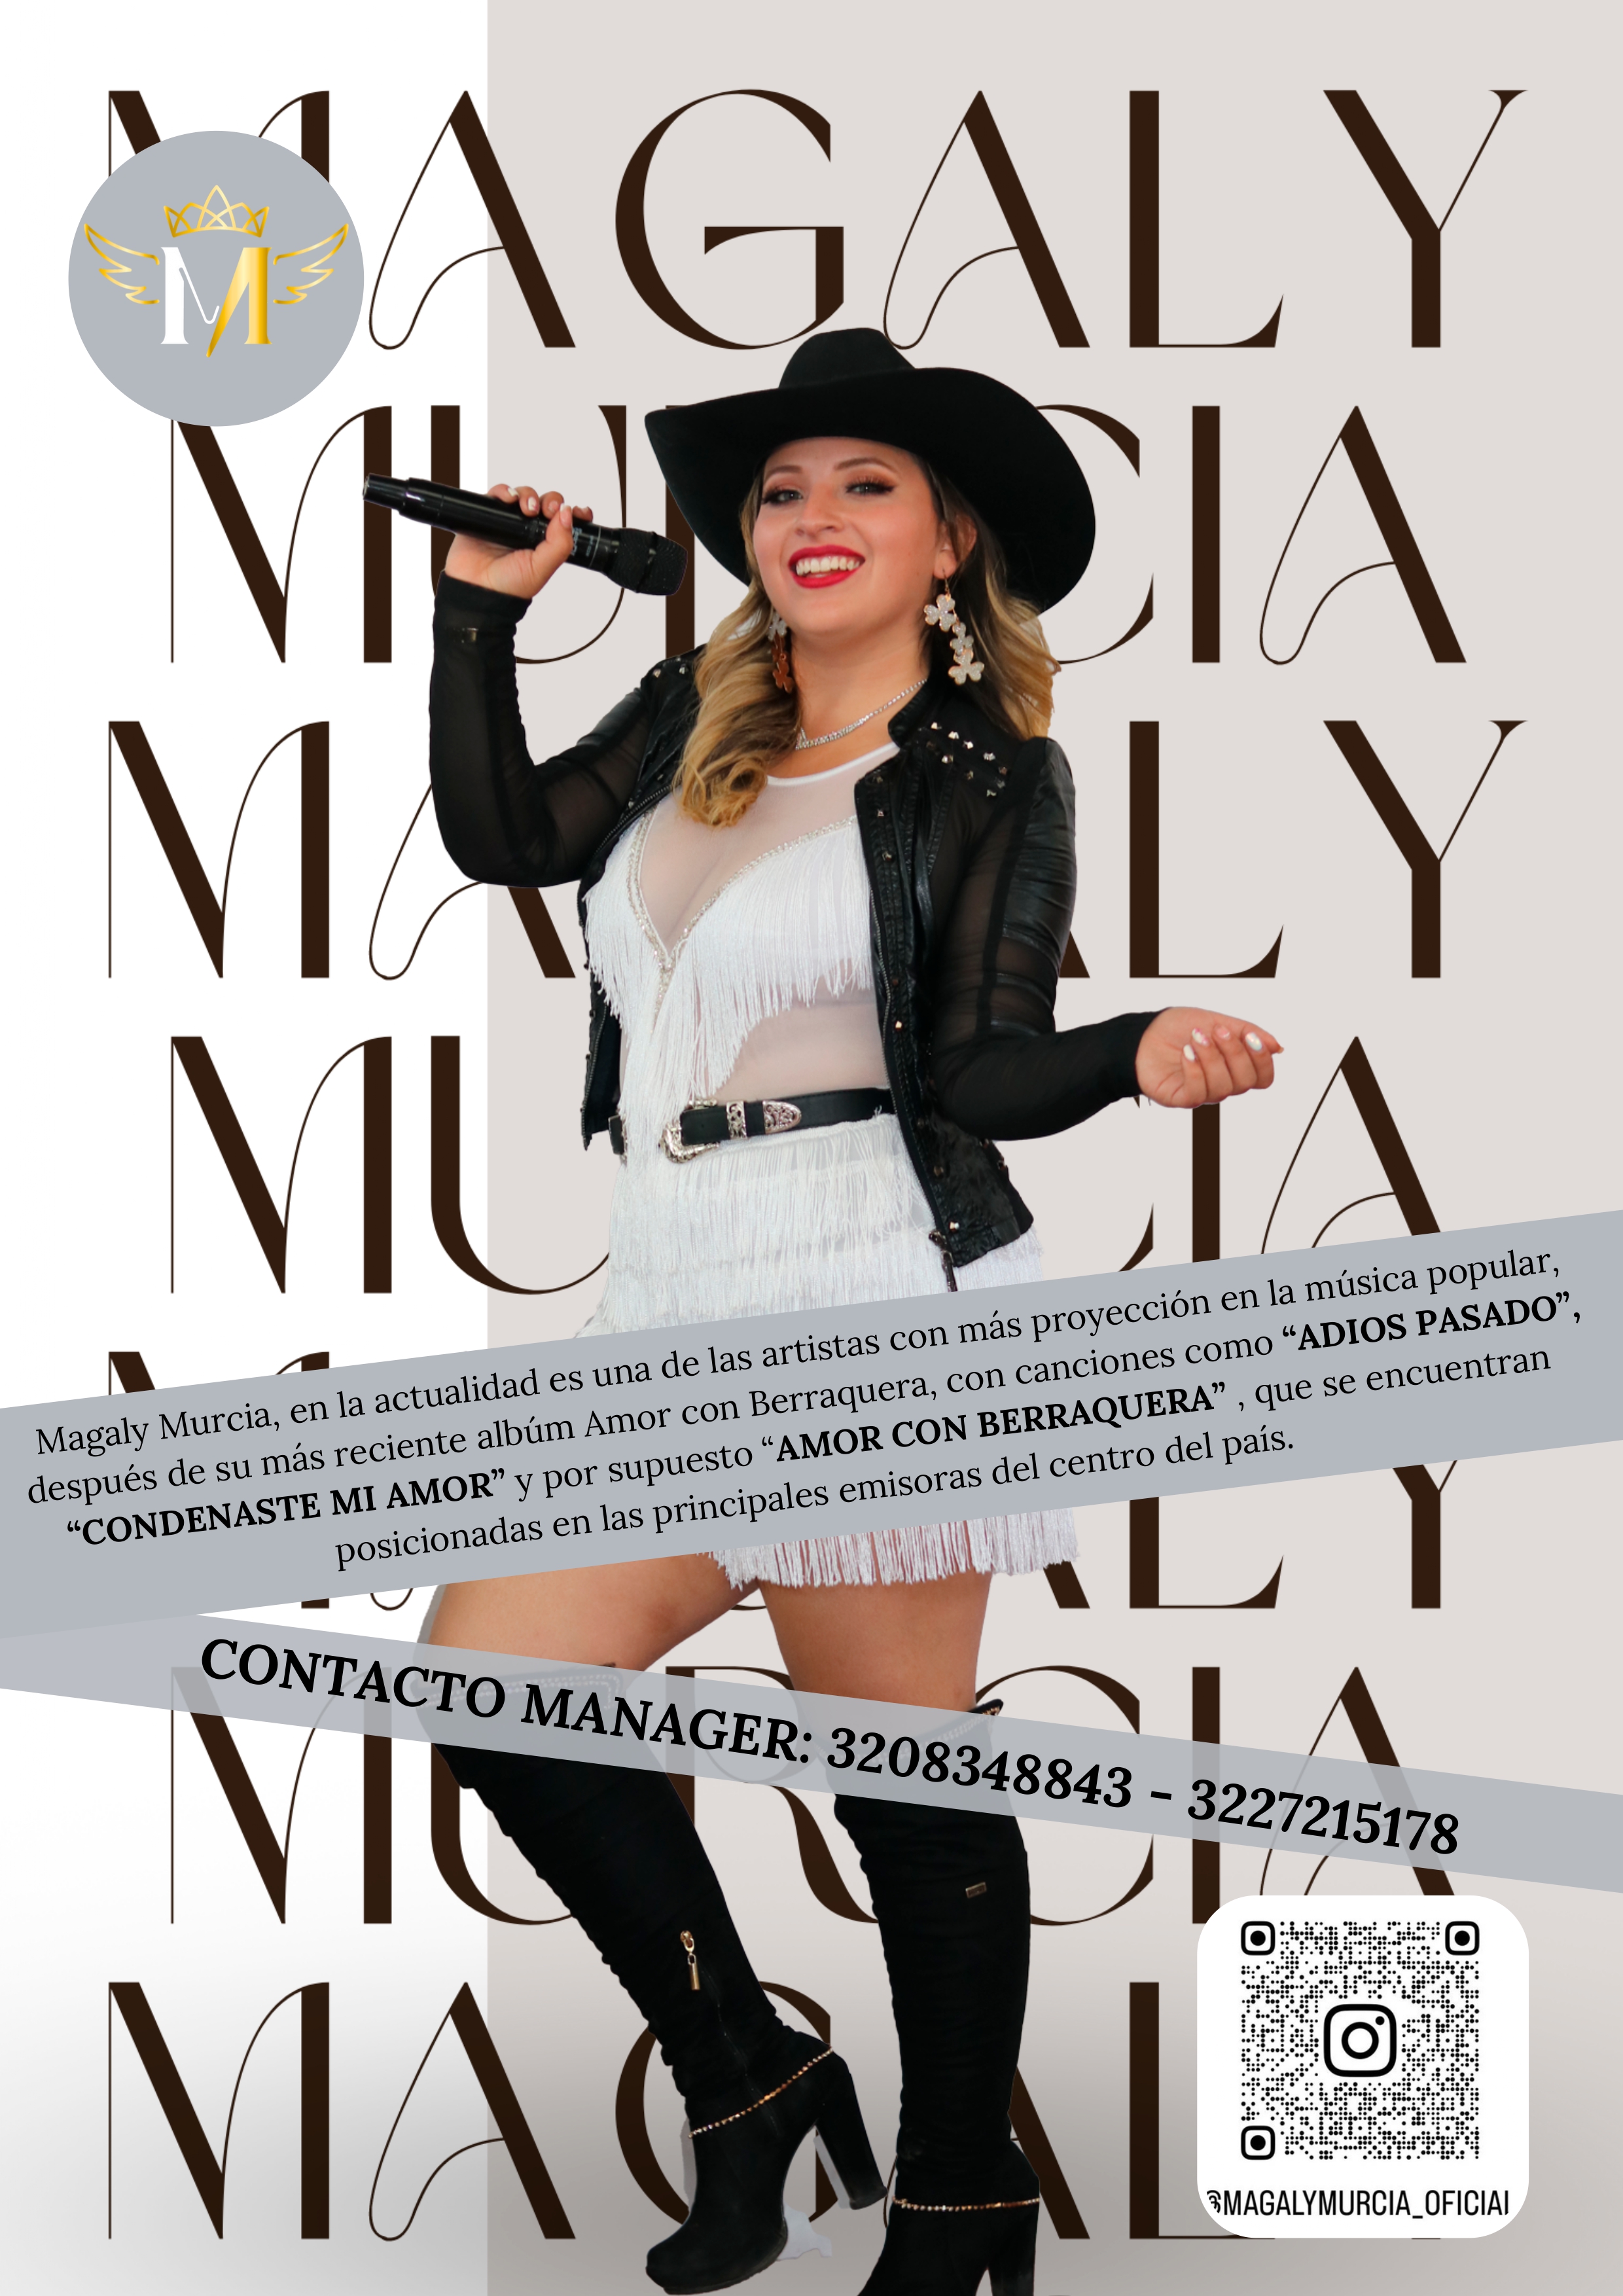 MAGALY
M
MURCIA
MAGALY
MURCIA
Magaly Murcia, en la actualidad es una de las artistas con más proyección en la música popular,
después de su más reciente albúm Amor con Berraquera, con canciones como “ADIOS PASADO”,
“CONDENASTE MI AMOR” y por supuesto “AMOR CON BERRAQUERA” , que se encuentran
posicionadas en las principales emisoras del centro del país.
MAGALY
CONTACTO MANAGER: 3208348843 - 3227215178
MURCIA
MAGALY
@MAGALYMURCIA_OFICIAL